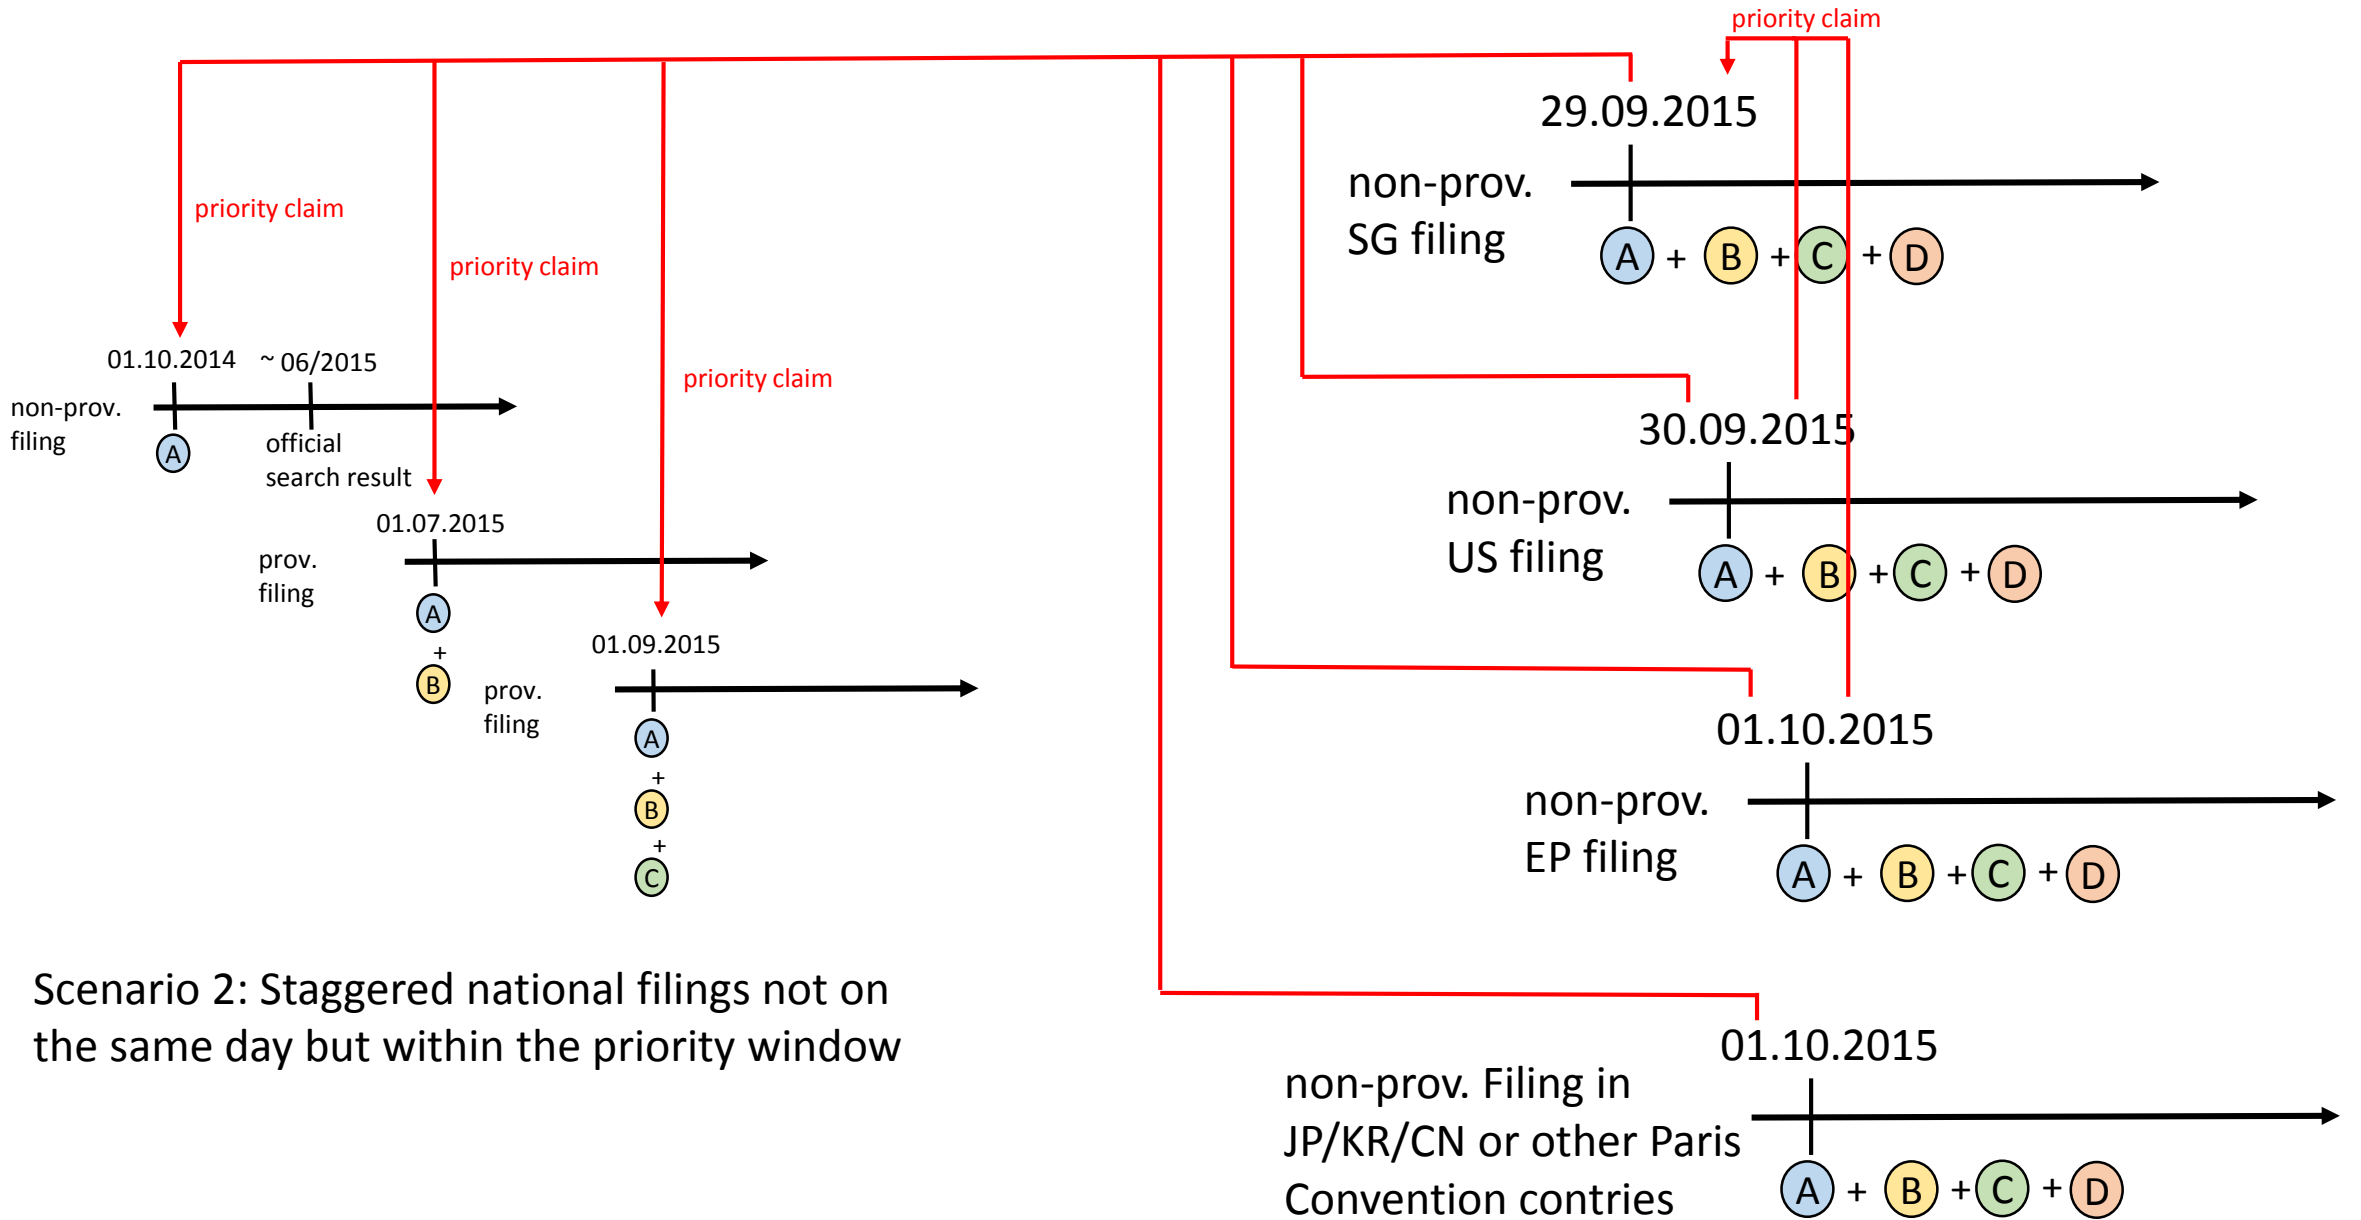 priority claim
29.09.2015
non-prov.
SG filing
A + B + C + D
priority claim
priority claim
priority claim
01.10.2014
~ 06/2015
non-prov.
filing
A
official
search result
01.07.2015
prov.
filing
A
+
B
01.09.2015
prov.
filing
A
+
B
+
C
30.09.2015
non-prov.
US filing
A + B + C + D
01.10.2015
non-prov.
EP filing
A + B + C + D
Scenario 2: Staggered national filings not on
the same day but within the priority window
01.10.2015
non-prov. Filing in
JP/KR/CN or other Paris
Convention contries
A + B + C + D